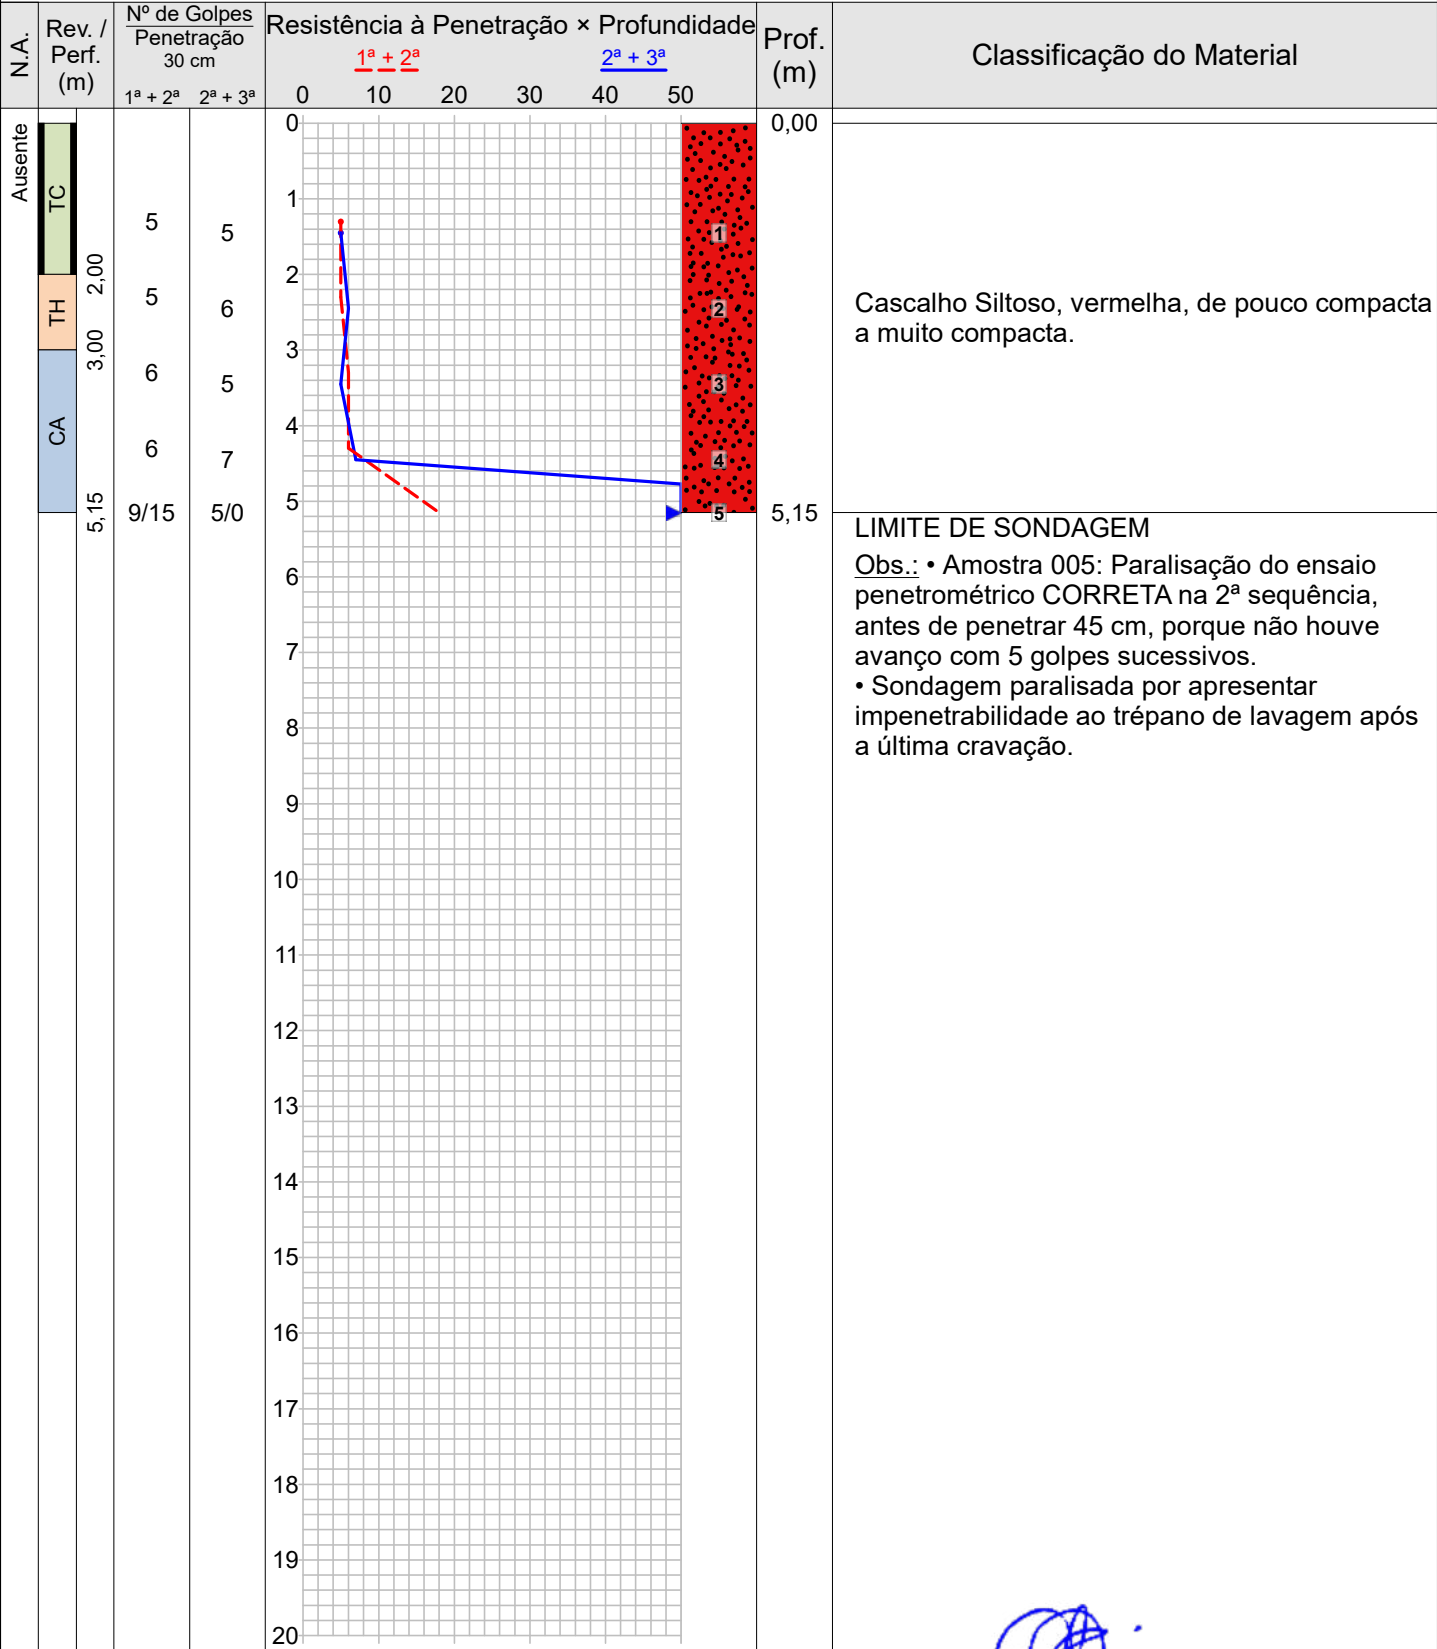 N.A.
Rev. /
Perf.
(m)
Nº de Golpes
Penetração
30 cm
1ª + 2ª 2ª + 3ª
Resistência à Penetração × Profundidade
1ª + 2ª 2ª + 3ª
0 10 20 30 40 50
Prof.
(m)
Classificação do Material
Ausente
TC
2,00
TH
3,00
CA
5,15
5 5
5 6
6 5
6 7
9/15 5/0
0
1
2
3
4
5
6
7
8
9
10
11
12
13
14
15
16
17
18
19
20
1
2
3
4
5
0,00
5,15
Cascalho Siltoso, vermelha, de pouco compacta
a muito compacta.
LIMITE DE SONDAGEM
Obs.: • Amostra 005: Paralisação do ensaio
penetrométrico CORRETA na 2ª sequência,
antes de penetrar 45 cm, porque não houve
avanço com 5 golpes sucessivos.
• Sondagem paralisada por apresentar
impenetrabilidade ao trépano de lavagem após
a última cravação.